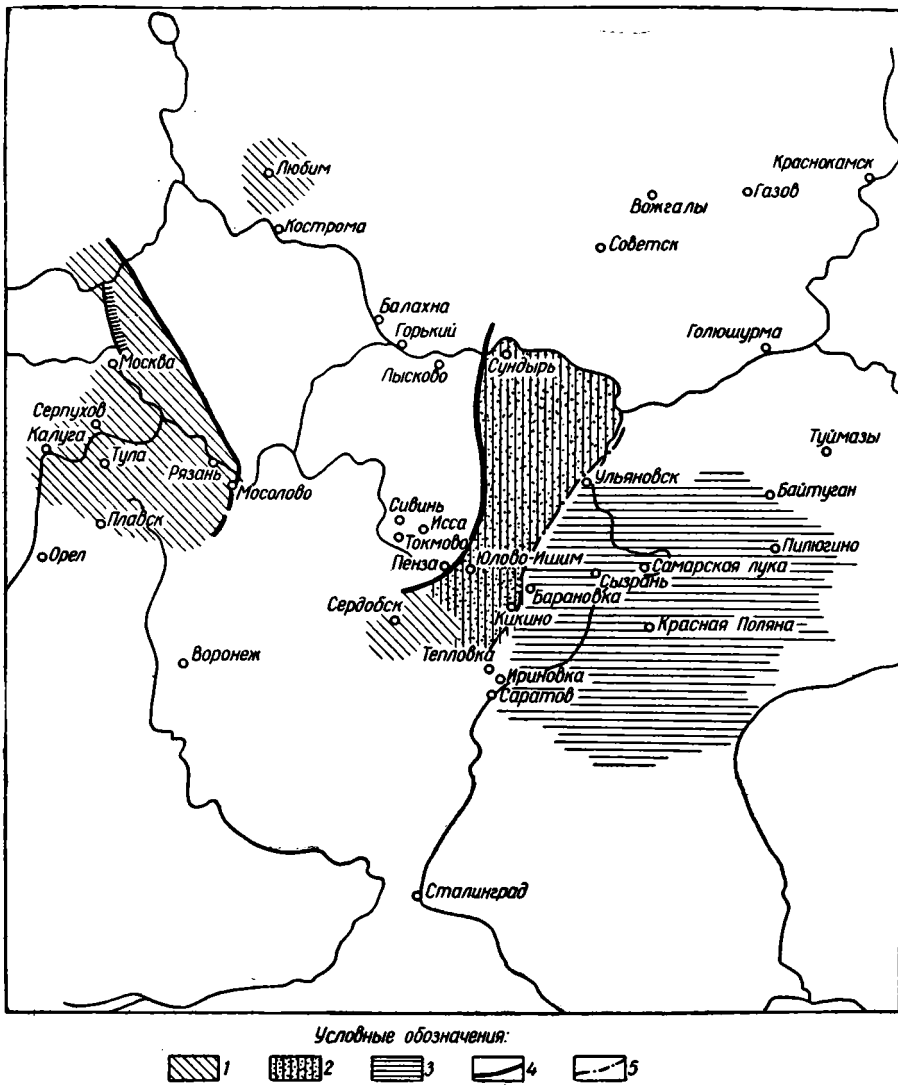 Любим
Краснокамск
Газов
Вожгалы
Кострома
Советск
Балахна
Горький
Голюшурма
Сундырь
Лысково
Москва
Серпухов
Калуга
Тула
Рязань
Мосолово
Туймазы
Ульяновск
Байтуган
Плавск
Сивинь
Исса
Токмово
Орел
Пенза
Юлово-Ишим
Пилюгино
Самарская лука
Сызрань
Барановка
Сердобск
Кикино
Красная Поляна
Воронеж
Тепловка
Ириновка
Саратов
Сталинград
Условные обозначения:
1 2 3 4 5